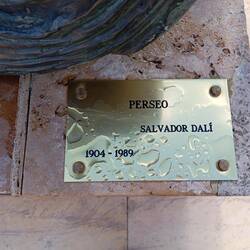 PERSEO
SALVADOR DALÍ
1904 - 1989